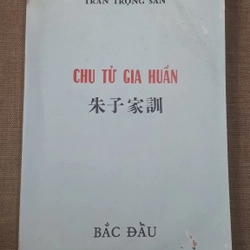 TRẦN TRỌNG SAN
CHU TỬ GIA HUẤN
朱子家訓
BẮC ĐẨU